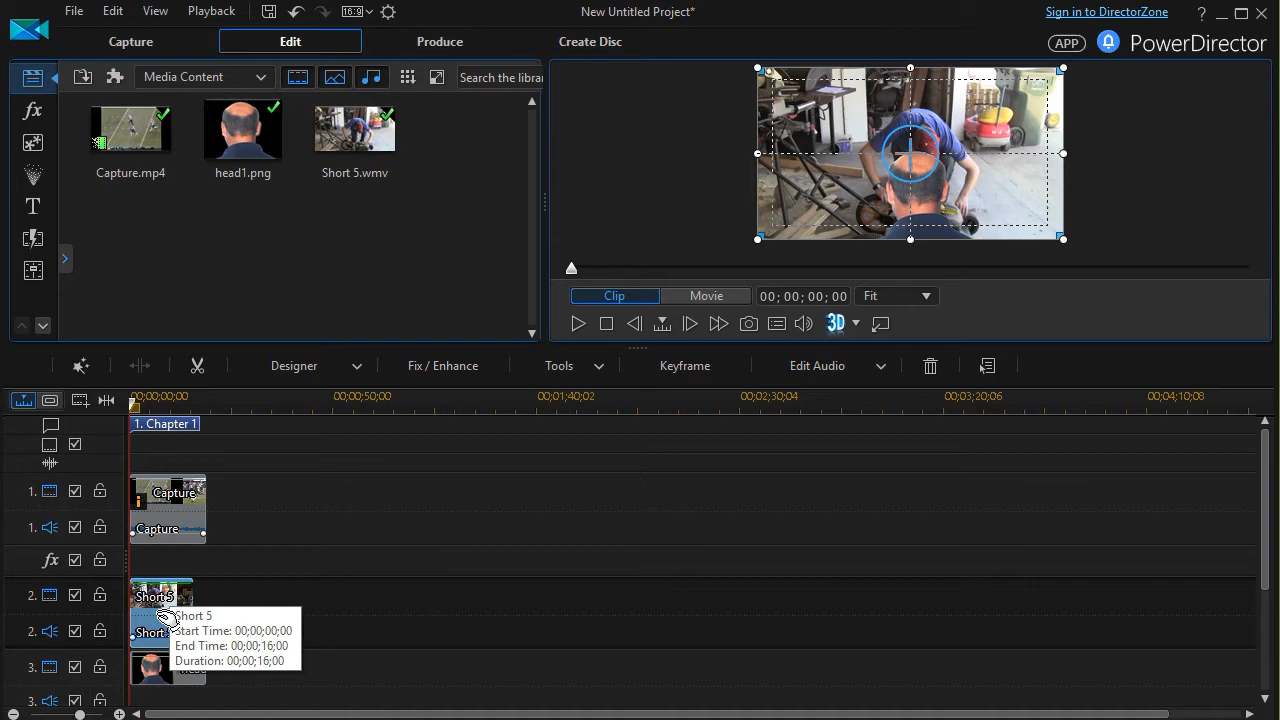 File Edit View Playback 16:9 New Untitled Project* Sign in to DirectorZone ?
Capture Edit Produce Create Disc APP PowerDirector
Media Content Search the librar
fx
T
Capture.mp4 head1.png Short 5.wmv
Clip Movie 00; 00; 00; 00 Fit
3D
Designer Fix / Enhance Tools Keyframe Edit Audio
00;00;00;00 00;00;50;00 00;01;40;02 00;02;30;04 00;03;20;06 00;04;10;08
1. Chapter 1
1. Capture
i
1. Capture
fx
2. Short 5
Short 5
2. Short
Start Time: 00;00;00;00
End Time: 00;00;16;00
Duration: 00;00;16;00
3.
3.